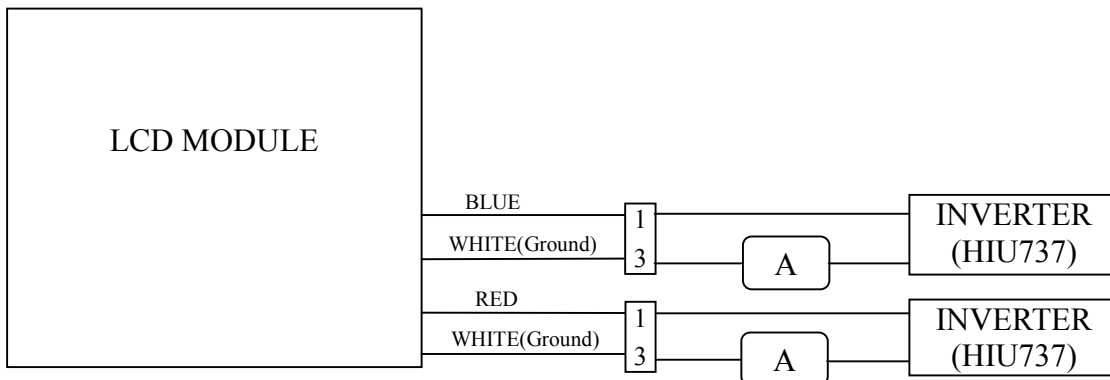 LCD MODULE
BLUE
WHITE(Ground)
1
3
A
INVERTER
(HIU737)
RED
WHITE(Ground)
1
3
A
INVERTER
(HIU737)